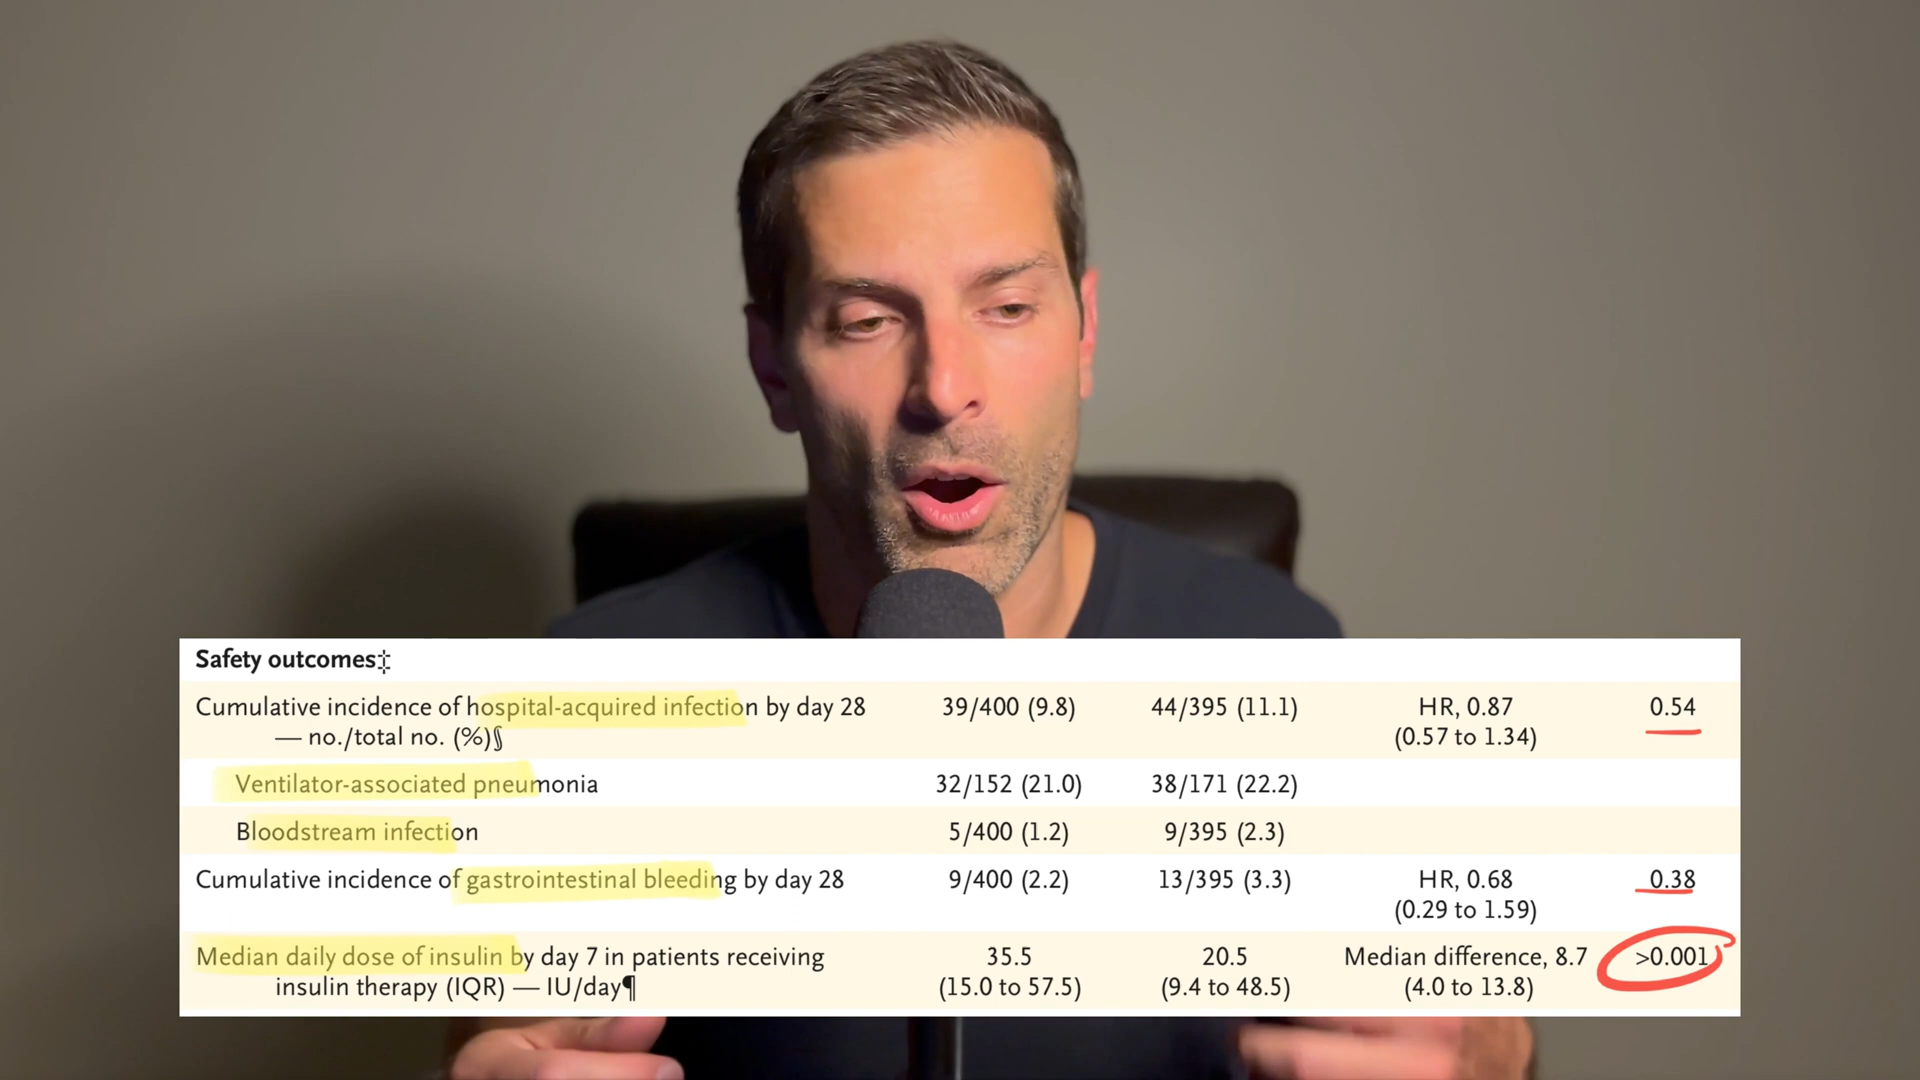 Safety outcomes‡
Cumulative incidence of hospital-acquired infection by day 28 39/400 (9.8) 44/395 (11.1) HR, 0.87 0.54
— no./total no. (%)§ (0.57 to 1.34)
Ventilator-associated pneumonia 32/152 (21.0) 38/171 (22.2)
Bloodstream infection 5/400 (1.2) 9/395 (2.3)
Cumulative incidence of gastrointestinal bleeding by day 28 9/400 (2.2) 13/395 (3.3) HR, 0.68 0.38
(0.29 to 1.59)
Median daily dose of insulin by day 7 in patients receiving 35.5 20.5 Median difference, 8.7 >0.001
insulin therapy (IQR) — IU/day¶ (15.0 to 57.5) (9.4 to 48.5) (4.0 to 13.8)